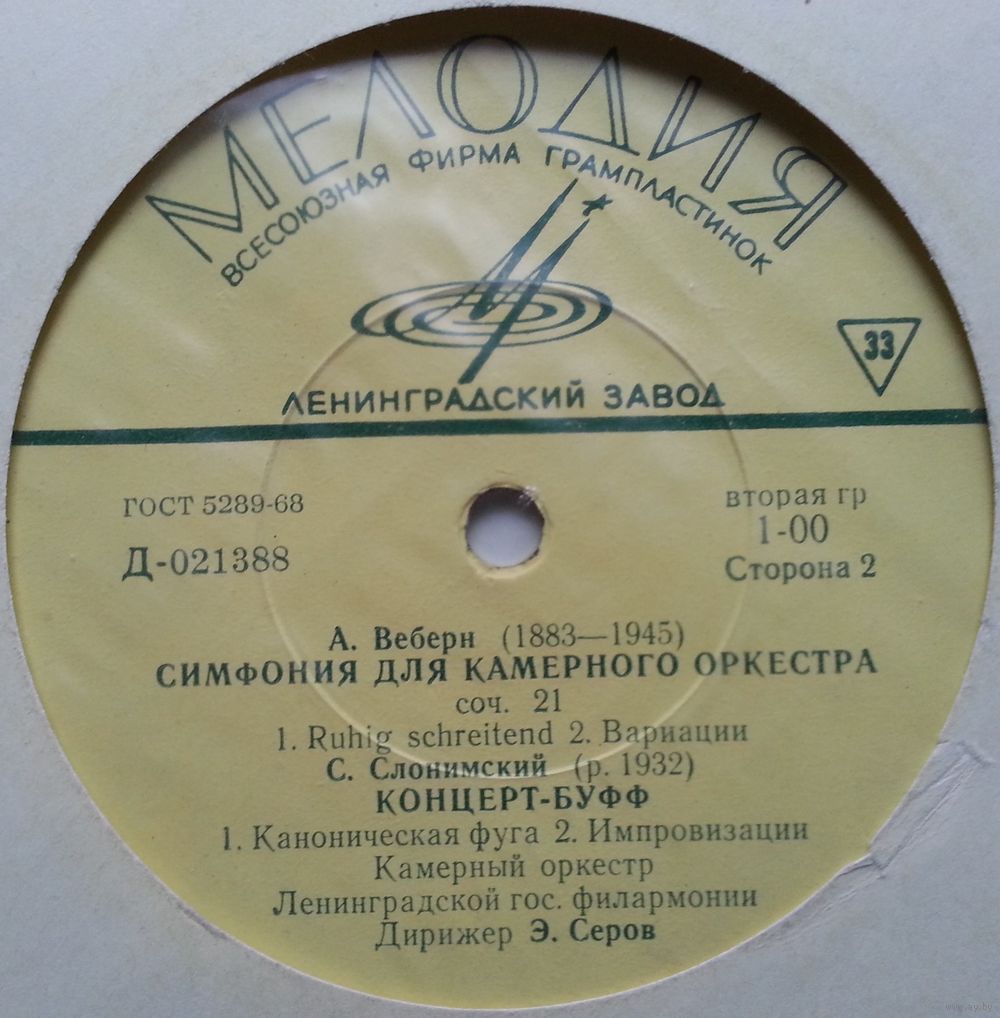 МЕЛОДИЯ
ВСЕСОЮЗНАЯ ФИРМА ГРАМПЛАСТИНОК
33
ЛЕНИНГРАДСКИЙ ЗАВОД
ГОСТ 5289-68
вторая гр
1-00
Д-021388
Сторона 2
А. Веберн (1883—1945)
СИМФОНИЯ ДЛЯ КАМЕРНОГО ОРКЕСТРА
соч. 21
1. Ruhig schreitend 2. Вариации
С. Слонимский (р. 1932)
КОНЦЕРТ-БУФФ
1. Каноническая фуга 2. Импровизации
Камерный оркестр
Ленинградской гос. филармонии
Дирижер Э. Серов